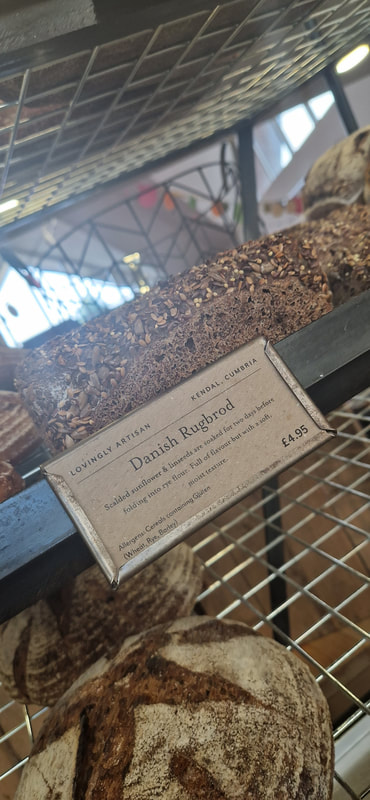 LOVINGLY ARTISAN KENDAL, CUMBRIA
Danish Rugbrod
Scalded sunflower & linseeds are soaked for two days before
folding into rye flour. Full of flavour but with a soft,
moist texture.
£4.95
Allergens: Cereals (containing Gluten
(Wheat, Rye, Barley)